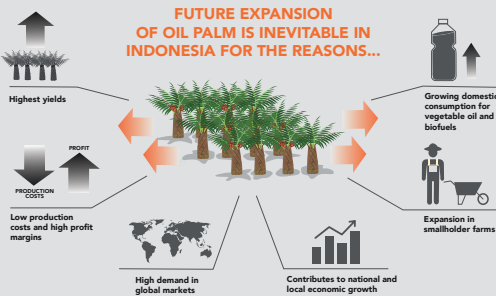 FUTURE EXPANSION
OF OIL PALM IS INEVITABLE IN
INDONESIA FOR THE REASONS...
Highest yields
Growing domestic
consumption for
vegetable oil and
biofuels
PROFIT
PRODUCTION
COSTS
Low production
costs and high profit
margins
Expansion in
smallholder farms
High demand in
global markets
Contributes to national and
local economic growth